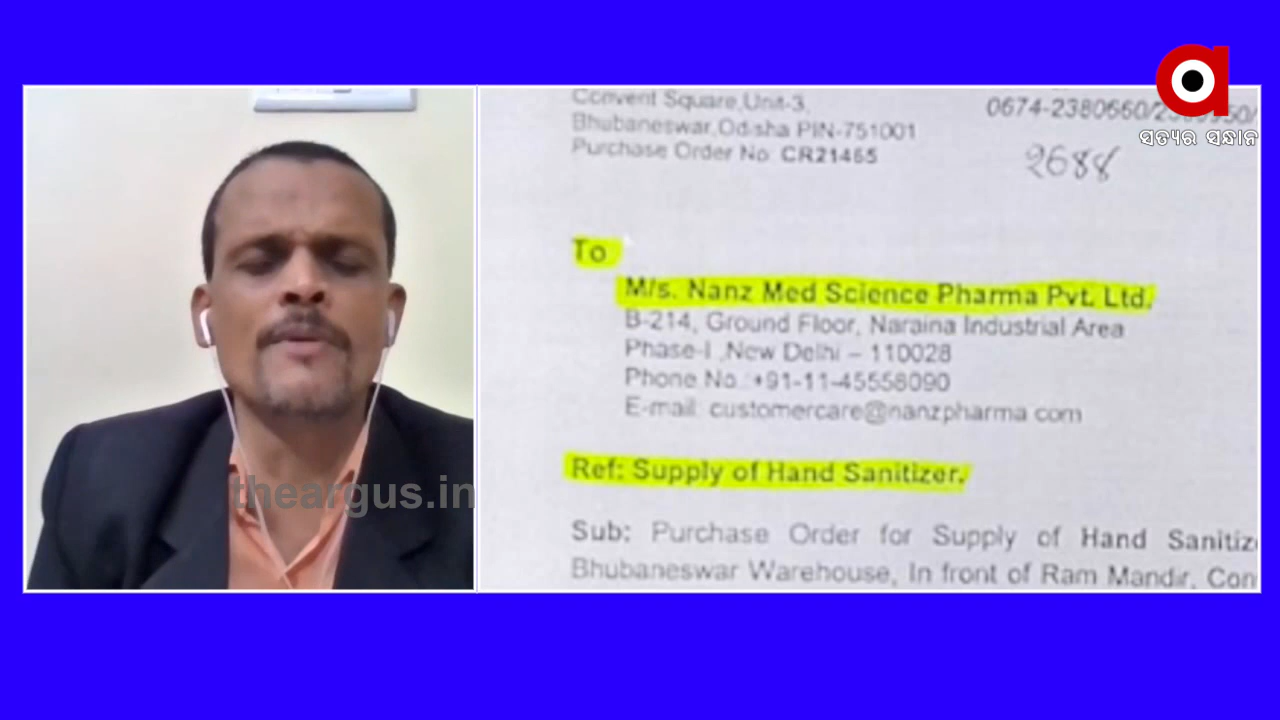 Convent Square,Unit-3,
Bhubaneswar,Odisha PIN-751001
Purchase Order No. CR21465
2688
ସତ୍ୟର ସନ୍ଧାନ
To
M/s. Nanz Med Science Pharma Pvt. Ltd.
B-214, Ground Floor, Naraina Industrial Area
Phase-I ,New Delhi – 110028
Phone No.:+91-11-45558090
E-mail: customercare@nanzpharma.com
Ref: Supply of Hand Sanitizer.
Sub: Purchase Order for Supply of Hand
Bhubaneswar Warehouse, In front of Ram Mandir,
theargus.in